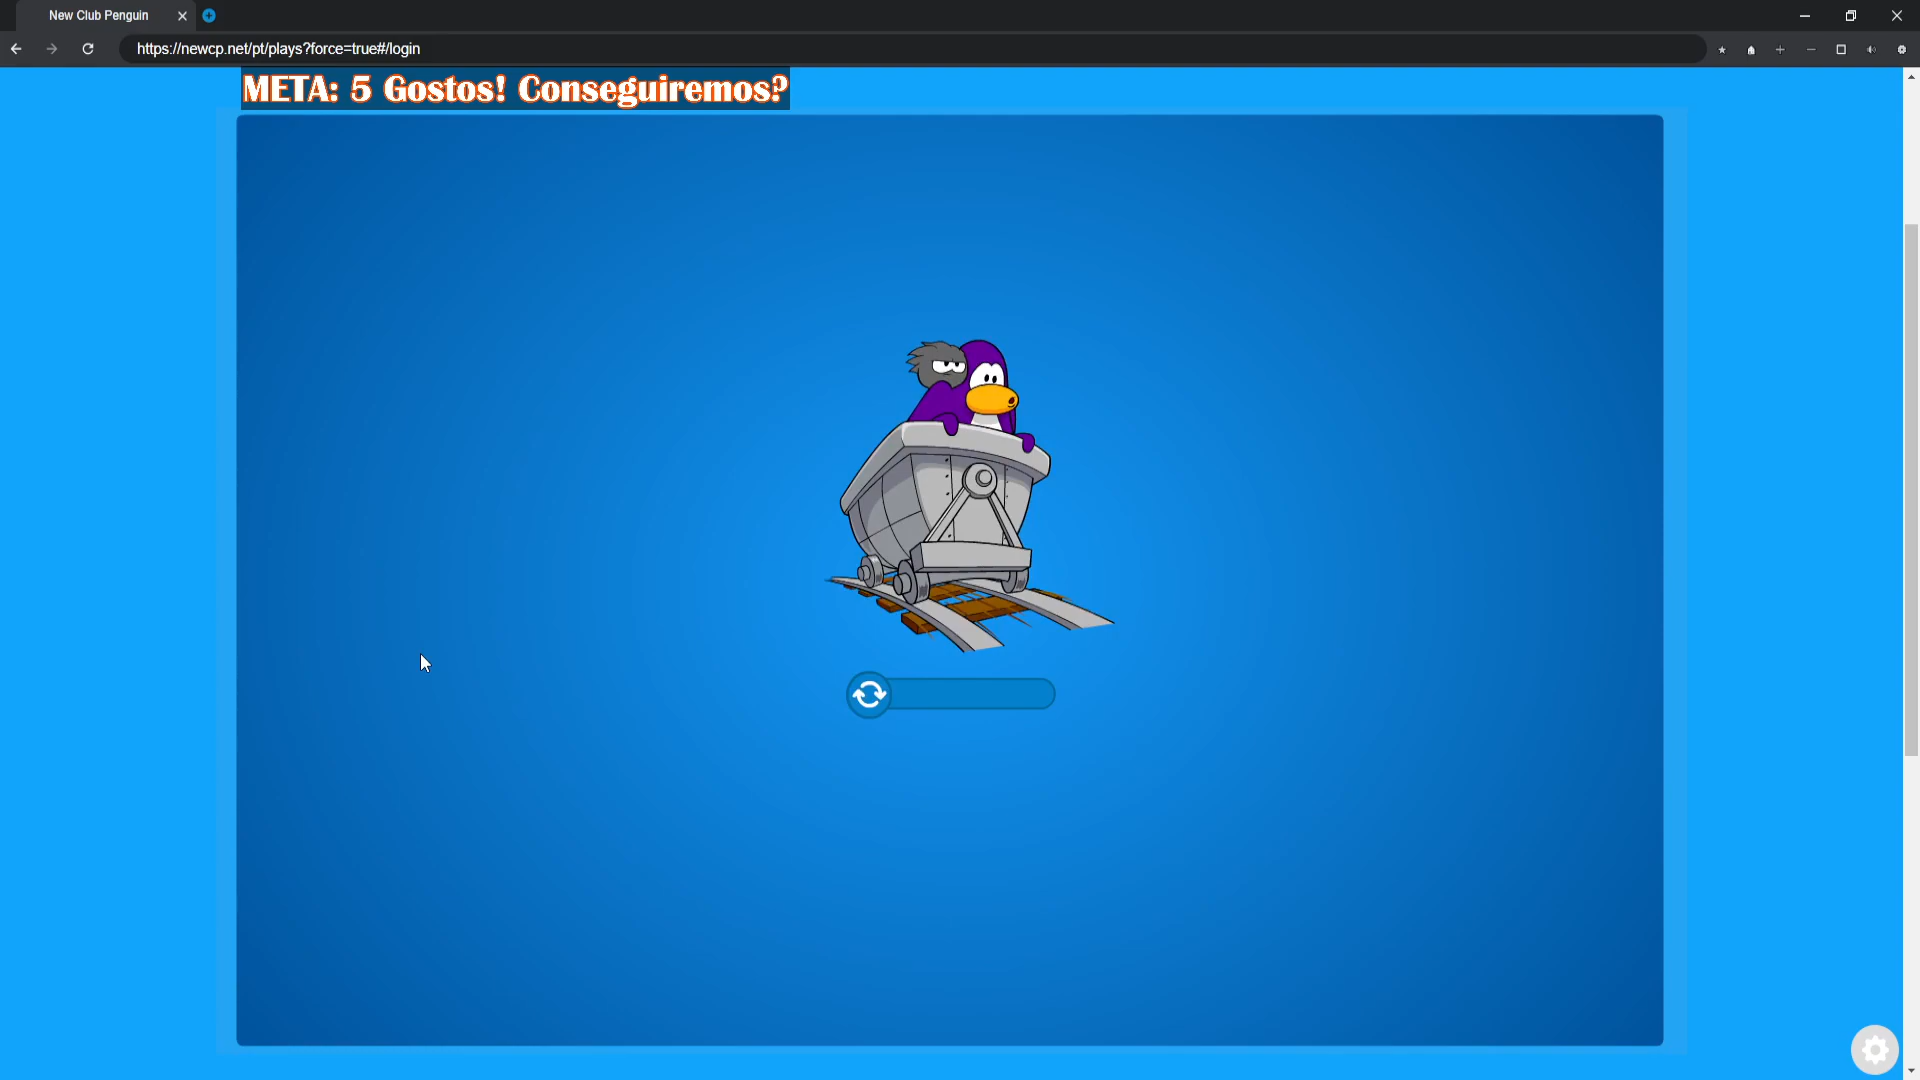 New Club Penguin
https://newcp.net/pt/plays?force=true#/login
META: 5 Gostos! Conseguiremos?